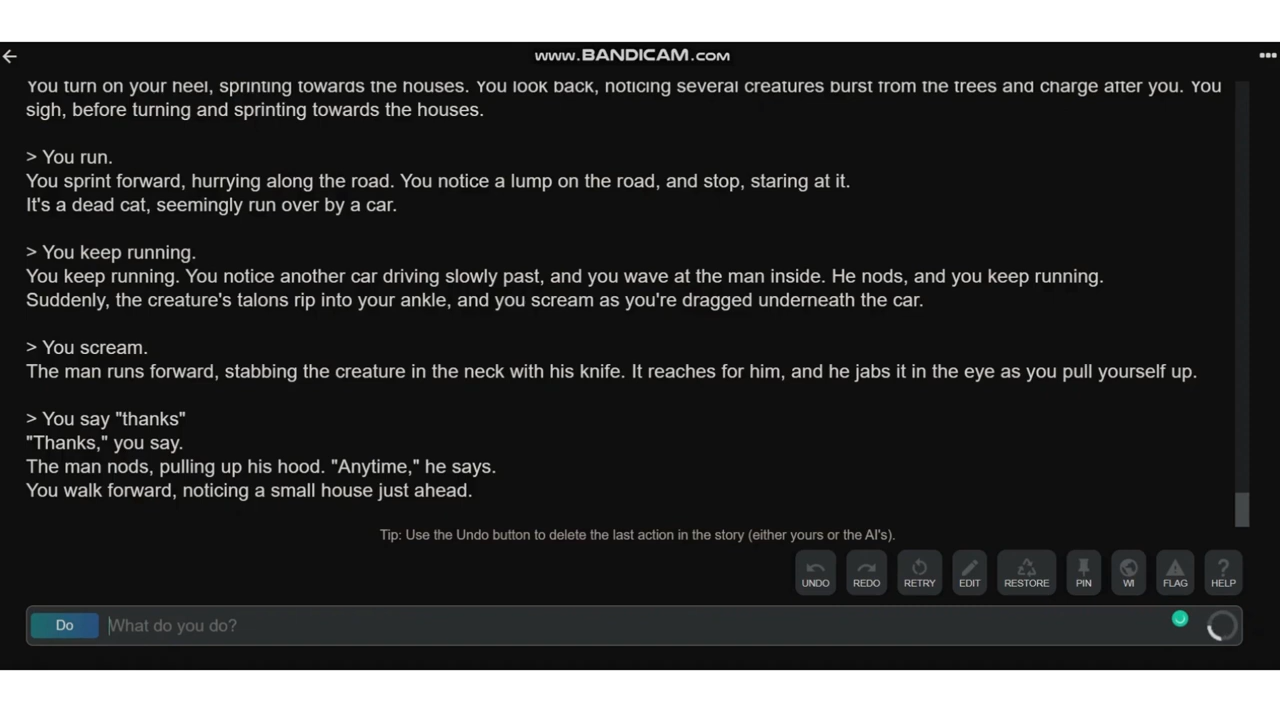 www.BANDICAM.com
You turn on your heel, sprinting towards the houses. You look back, noticing several creatures burst from the trees and charge after you. You
sigh, before turning and sprinting towards the houses.
> You run.
You sprint forward, hurrying along the road. You notice a lump on the road, and stop, staring at it.
It's a dead cat, seemingly run over by a car.
> You keep running.
You keep running. You notice another car driving slowly past, and you wave at the man inside. He nods, and you keep running.
Suddenly, the creature's talons rip into your ankle, and you scream as you're dragged underneath the car.
> You scream.
The man runs forward, stabbing the creature in the neck with his knife. It reaches for him, and he jabs it in the eye as you pull yourself up.
> You say "thanks"
"Thanks," you say.
The man nods, pulling up his hood. "Anytime," he says.
You walk forward, noticing a small house just ahead.
Tip: Use the Undo button to delete the last action in the story (either yours or the AI's).
UNDO REDO RETRY EDIT RESTORE PIN WI FLAG HELP
Do What do you do?